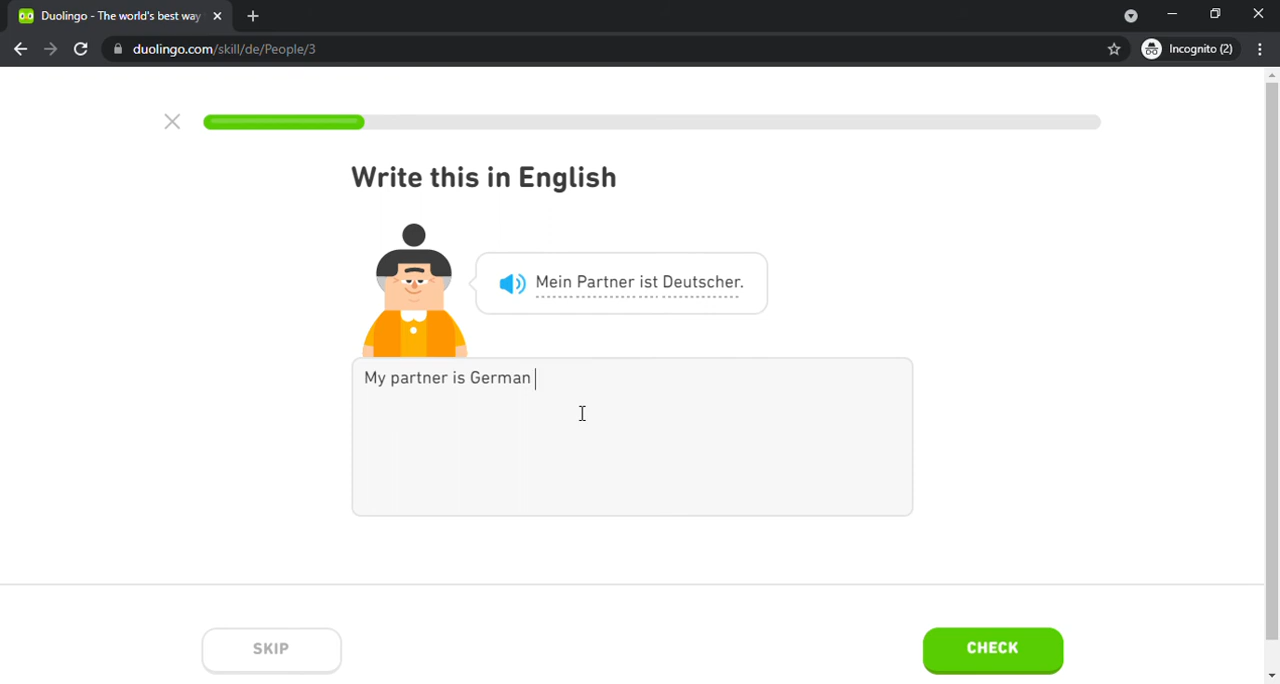 Duolingo - The world's best way
duolingo.com/skill/de/People/3
Incognito (2)
Write this in English
Mein Partner ist Deutscher.
My partner is German
SKIP
CHECK